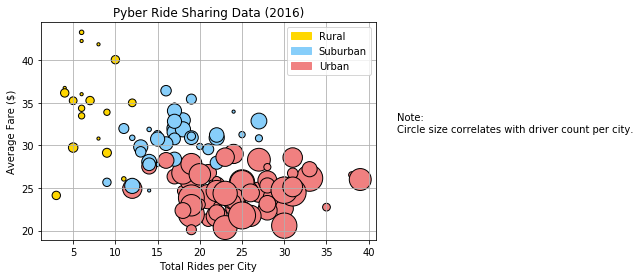 Pyber Ride Sharing Data (2016)
Rural
Suburban
Urban
40
35
30
25
20
Average Fare ($)
5 10 15 20 25 30 35 40
Total Rides per City
Note:
Circle size correlates with driver count per city.